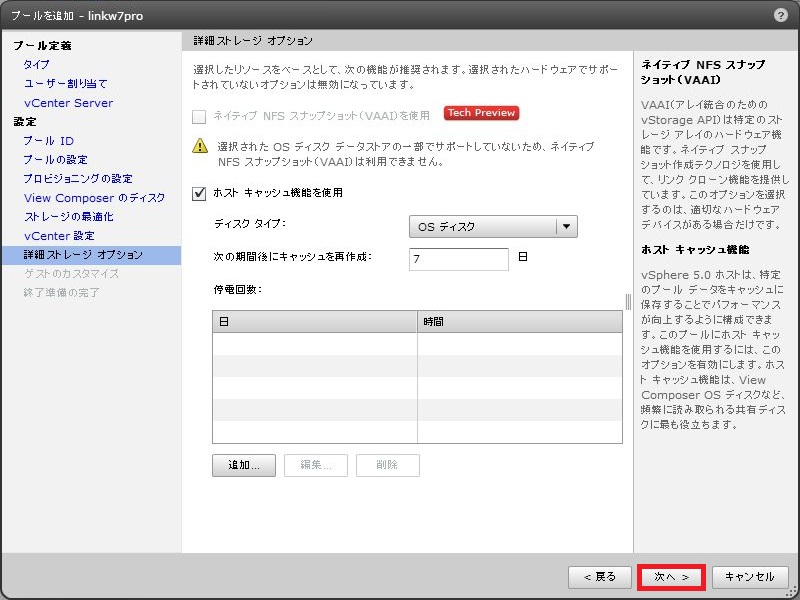 プールを追加 - linkw7pro
?
プール定義
タイプ
ユーザー割り当て
vCenter Server
設定
プール ID
プールの設定
プロビジョニングの設定
View Composer のディスク
ストレージの最適化
vCenter 設定
詳細ストレージ オプション
ゲストのカスタマイズ
終了準備の完了
詳細ストレージ オプション
選択したリソースをベースとして、次の機能が推奨されます。選択されたハードウェアでサポー
トされていないオプションは無効になっています。
ネイティブ NFS スナップショット(VAAI)を使用
Tech Preview
選択された OS ディスク データストアの一部でサポートしていないため、ネイティブ
NFS スナップショット(VAAI)は利用できません。
ホスト キャッシュ機能を使用
ディスク タイプ:
OS ディスク
次の期間後にキャッシュを再作成:
7
日
停電回数:
日
時間
追加...
編集...
削除
ネイティブ NFS スナップ
ショット(VAAI)
VAAI(アレイ統合のための
vStorage API)は特定のスト
レージ アレイのハードウェア機
能です。ネイティブ スナップ
ショット作成テクノロジを使用し
て、リンク クローン機能を提供し
ています。このオプションを選択
するのは、適切なハードウェア
デバイスがある場合だけです。
ホスト キャッシュ機能
vSphere 5.0 ホストは、特定
のプール データをキャッシュに
保存することでパフォーマンス
が向上するように構成できま
す。このプールにホスト キャッ
シュ機能を使用するには、この
オプションを有効にします。ホス
ト キャッシュ機能は、View
Composer OS ディスクなど、
頻繁に読み取られる共有ディス
クに最も役立ちます。
< 戻る
次へ >
キャンセル